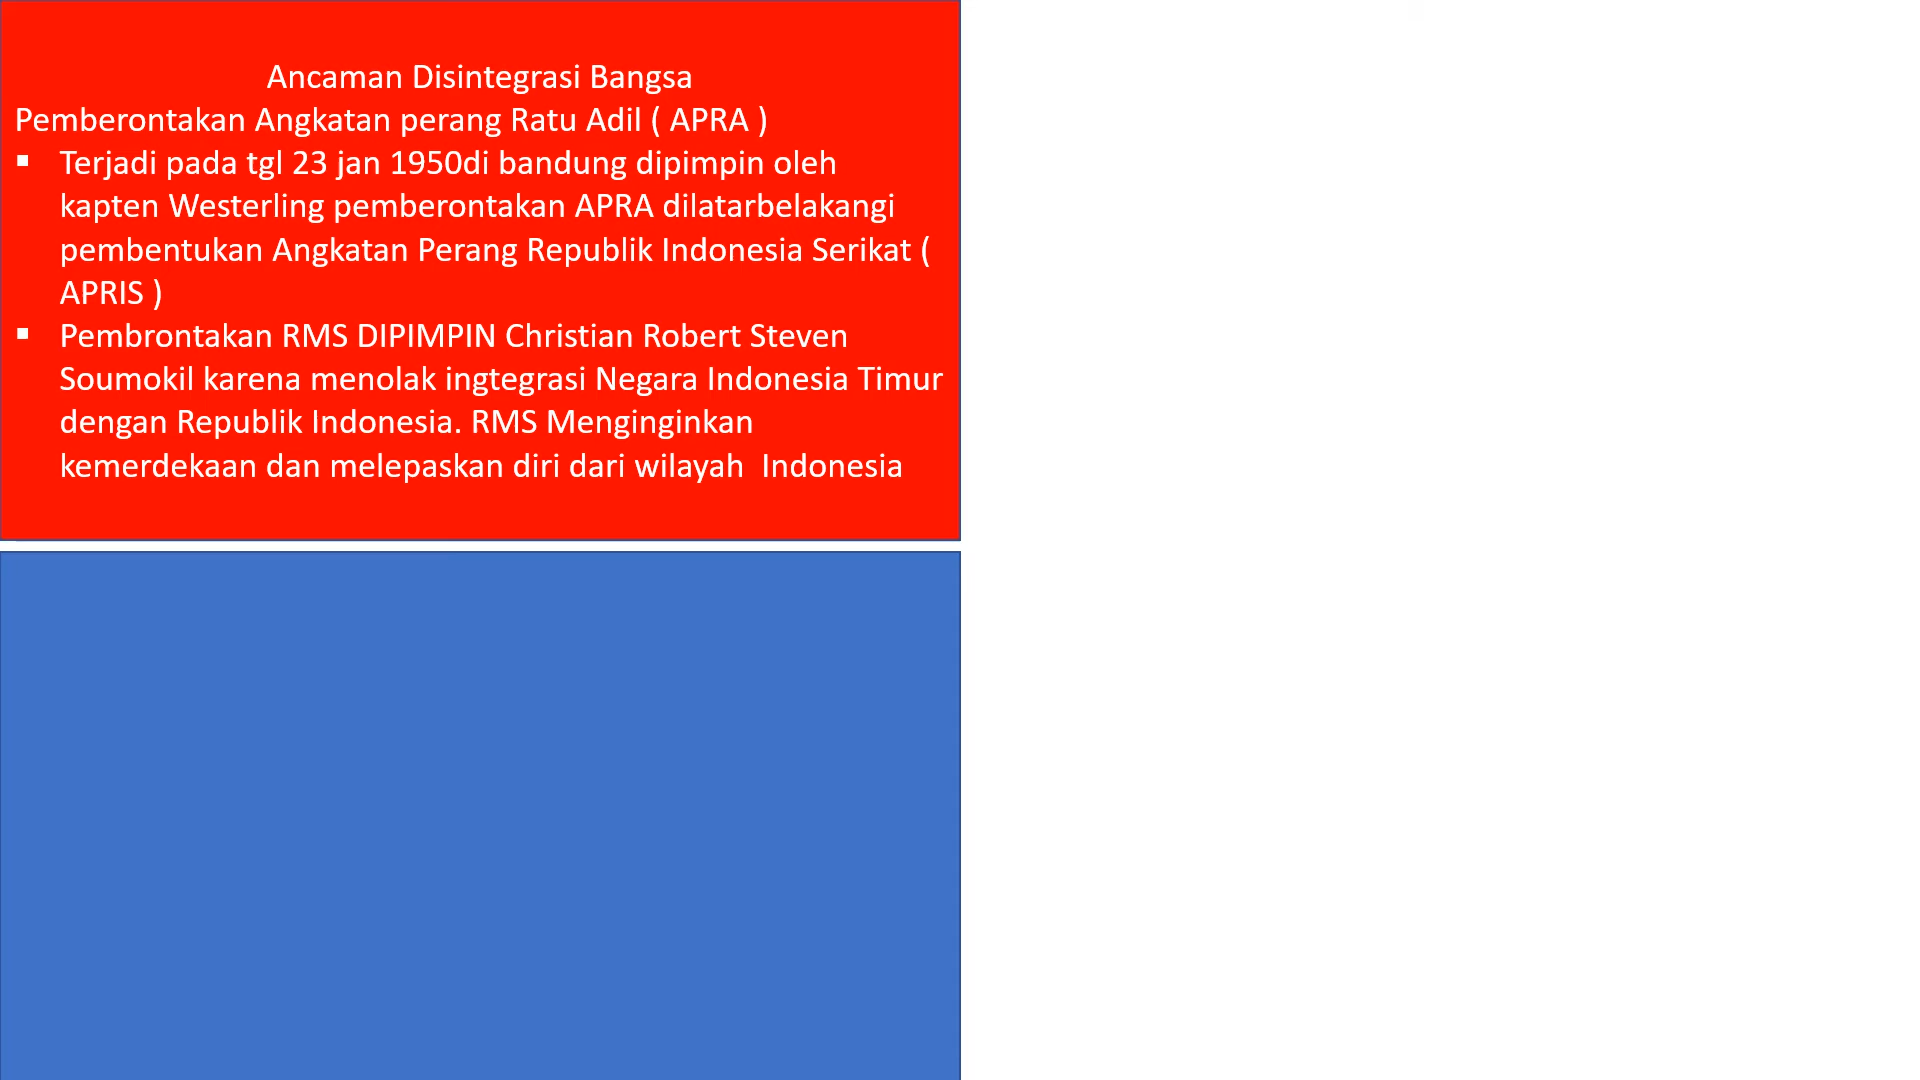 Ancaman Disintegrasi Bangsa
Pemberontakan Angkatan perang Ratu Adil ( APRA )
▪ Terjadi pada tgl 23 jan 1950di bandung dipimpin oleh
kapten Westerling pemberontakan APRA dilatarbelakangi
pembentukan Angkatan Perang Republik Indonesia Serikat (
APRIS )
▪ Pembrontakan RMS DIPIMPIN Christian Robert Steven
Soumokil karena menolak ingtegrasi Negara Indonesia Timur
dengan Republik Indonesia. RMS Menginginkan
kemerdekaan dan melepaskan diri dari wilayah  Indonesia